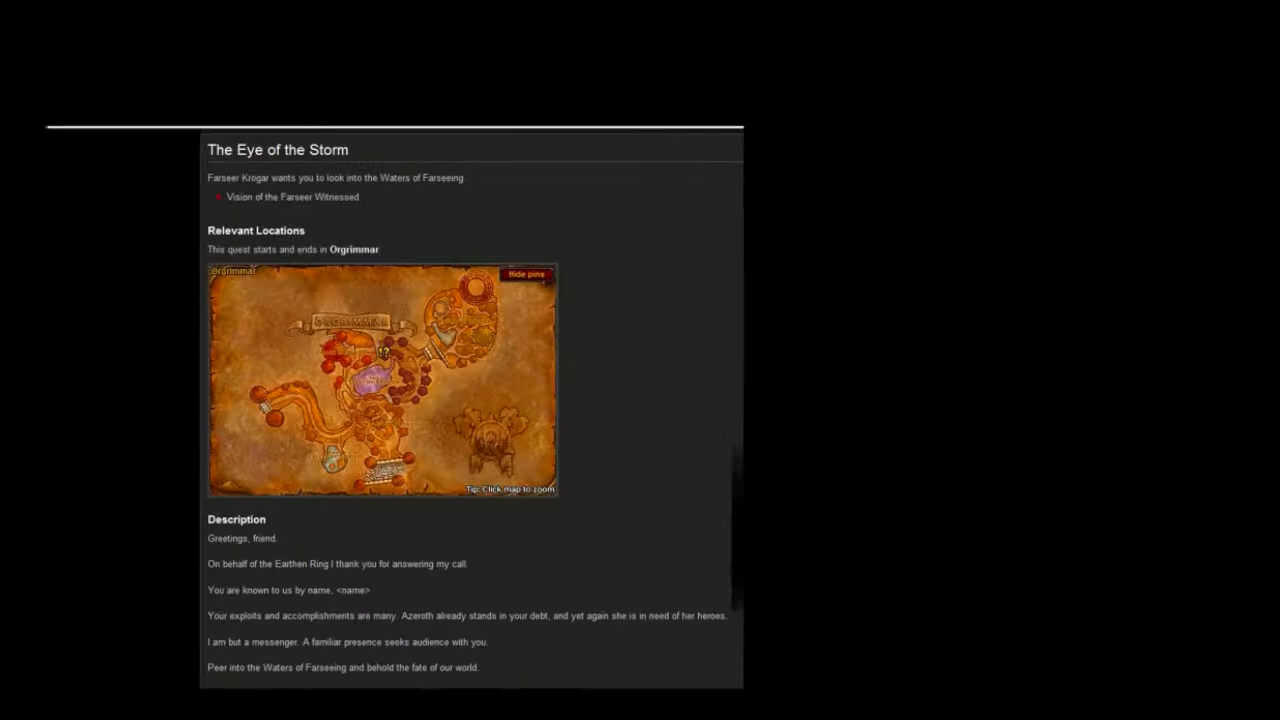 The Eye of the Storm
Farseer Krogar wants you to look into the Waters of Farseeing.
Vision of the Farseer Witnessed
Relevant Locations
This quest starts and ends in Orgrimmar
Orgrimmar
Hide pins
ORGRIMMAR
Tip: Click map to zoom
Description
Greetings, friend.
On behalf of the Earthen Ring I thank you for answering my call.
You are known to us by name, <name>
Your exploits and accomplishments are many. Azeroth already stands in your debt, and yet again she is in need of her heroes.
I am but a messenger. A familiar presence seeks audience with you.
Peer into the Waters of Farseeing and behold the fate of our world.